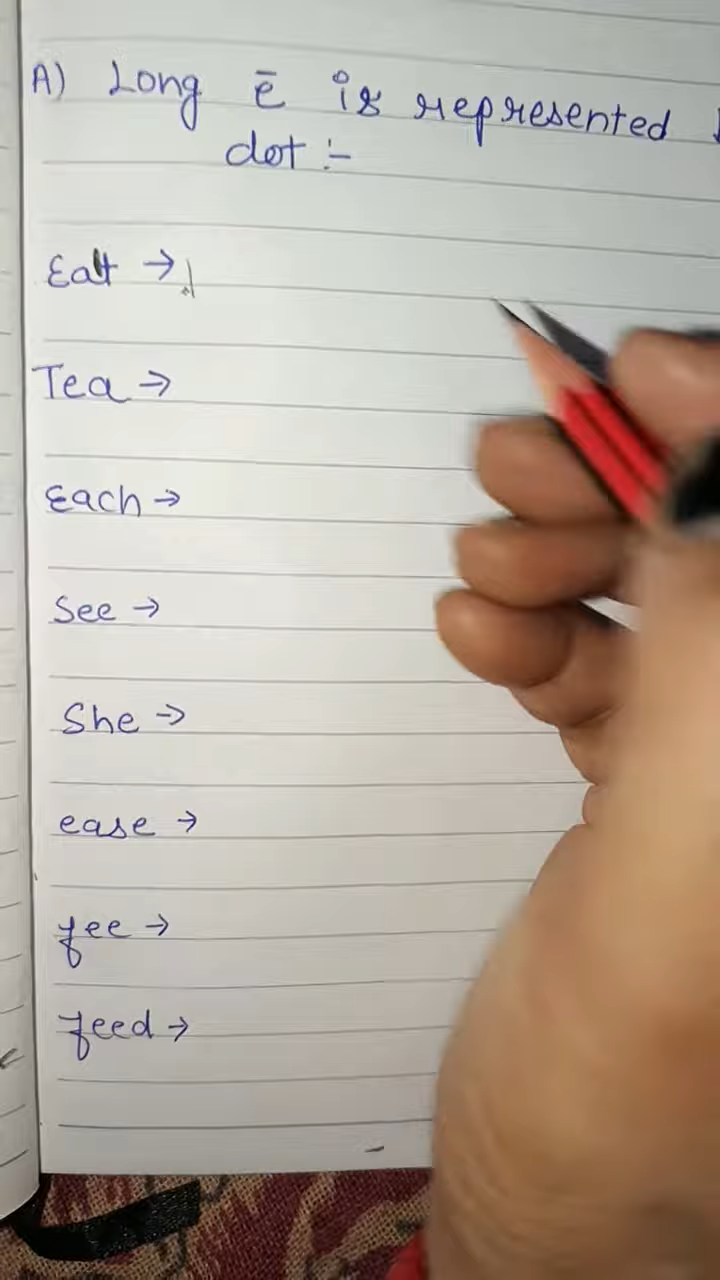 A) Long ē is represented
dot :-
Eat →
Tea →
Each →
See →
She →
ease →
fee →
feed →